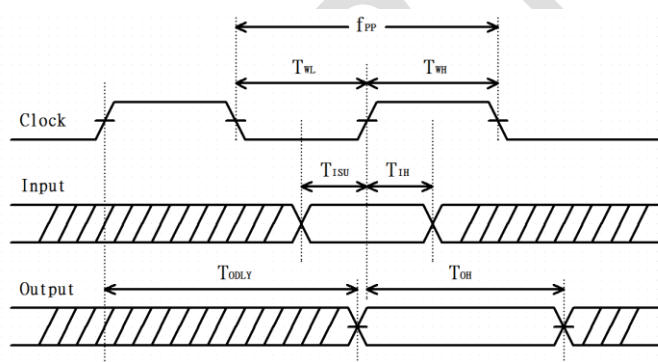 fPP
TWL TWH
Clock
TISU TIH
Input
TODLY TOH
Output